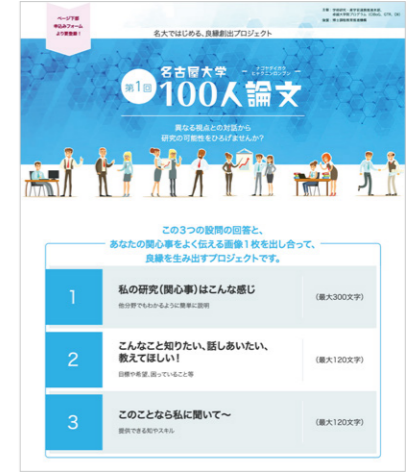 ページ下部
申込みフォーム
より要登録!
名大ではじめる、良縁創出プロジェクト
第1回
名古屋大学
100人論文
異なる視点との対話から
研究の可能性をひろげませんか?
この3つの設問の回答と、
あなたの関心事をよく伝える画像1枚を出し合って、
良縁を生み出すプロジェクトです。
1
私の研究(関心事)はこんな感じ
他分野でもわかるように簡単に説明
(最大300文字)
2
こんなこと知りたい、話しあいたい、
教えてほしい!
目標や希望、困っていること等
(最大120文字)
3
このことなら私に聞いて〜
提供できる知やスキル
(最大120文字)